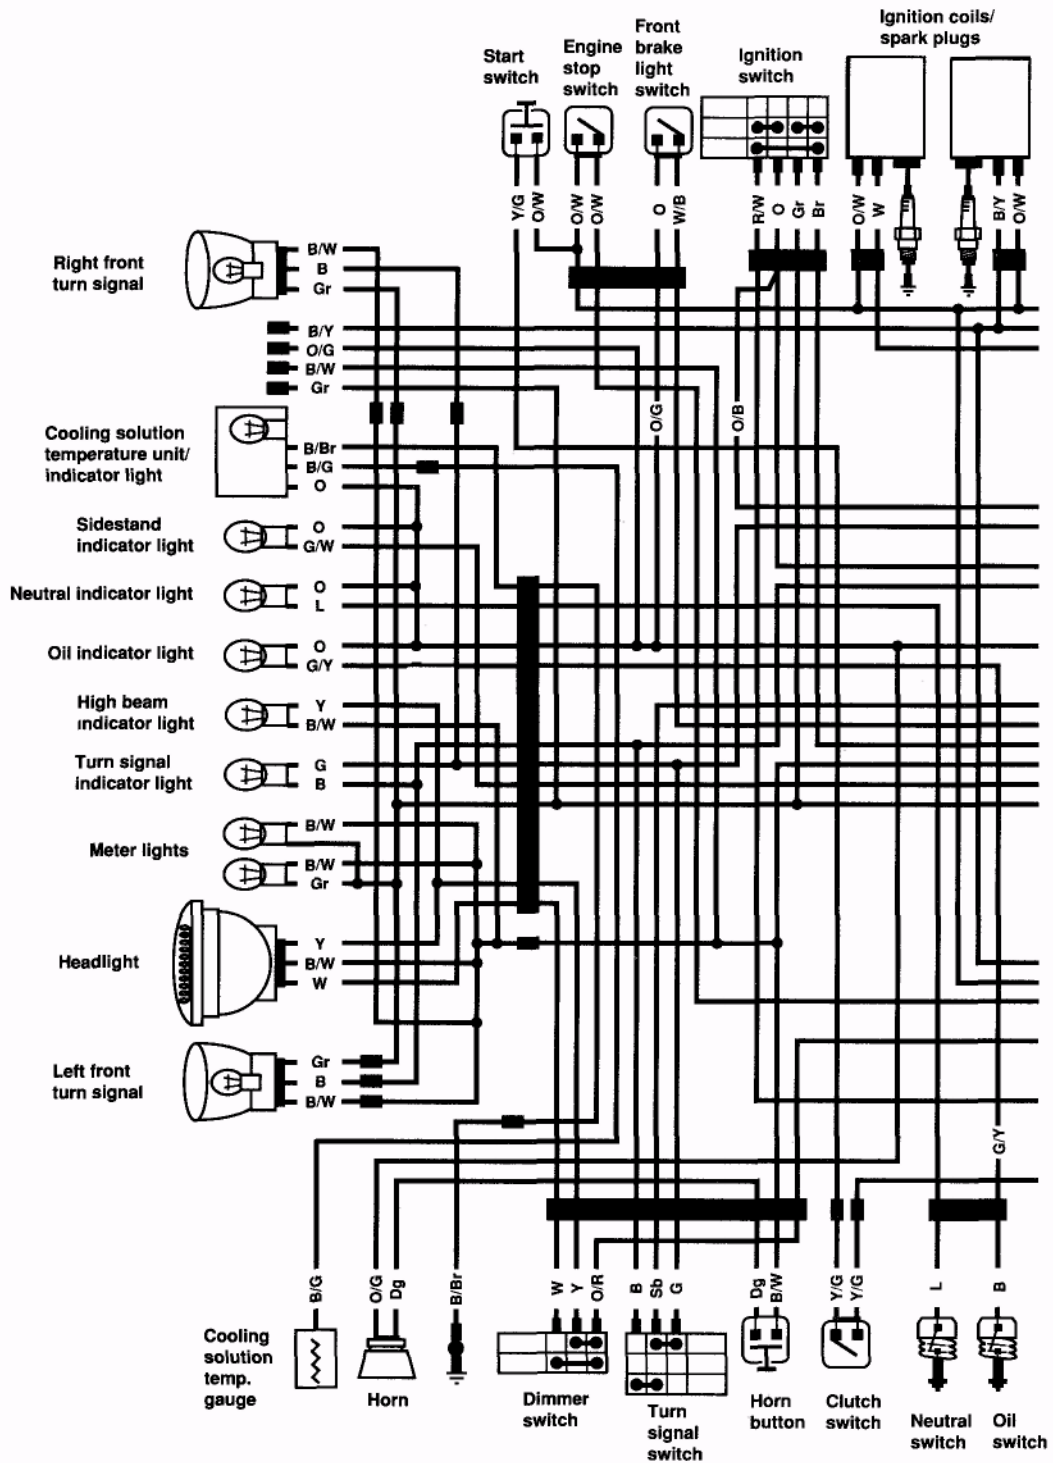 Ignition coils/
spark plugs
Front
brake
light
switch
Engine
stop
switch
Start
switch
Ignition
switch
Y/G
O/W
O/W
O/W
O
W/B
R/W
O
Gr
Br
O/W
W
B/Y
O/W
Right front
turn signal
B/W
B
Gr
B/Y
O/G
B/W
Gr
O/G
O/B
Cooling solution
temperature unit/
indicator light
B/Br
B/G
O
Sidestand
indicator light
O
G/W
Neutral indicator light
O
L
Oil indicator light
O
G/Y
High beam
indicator light
Y
B/W
Turn signal
indicator light
G
B
Meter lights
B/W
B/W
Gr
Headlight
Y
B/W
W
Left front
turn signal
Gr
B
B/W
G/Y
B/G
O/G
Dg
B/Br
W
Y
O/R
B
Sb
G
Dg
B/W
Y/G
Y/G
L
B
Cooling
solution
temp.
gauge
Horn
Dimmer
switch
Turn
signal
switch
Horn
button
Clutch
switch
Neutral
switch
Oil
switch